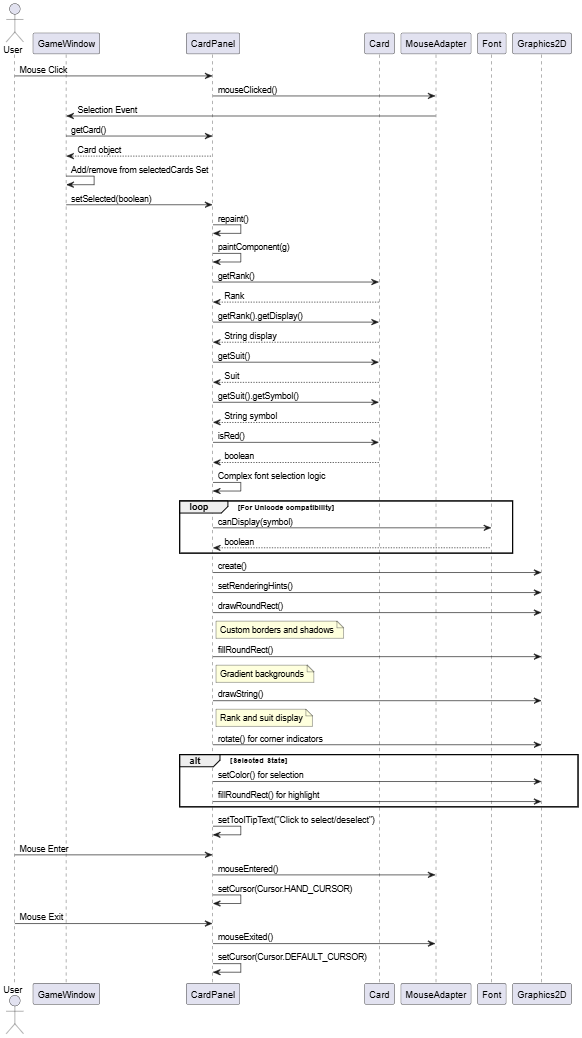 User
GameWindow
CardPanel
Card
MouseAdapter
Font
Graphics2D
Mouse Click
mouseClicked()
Selection Event
getCard()
Card object
Add/remove from selectedCards Set
setSelected(boolean)
repaint()
paintComponent(g)
getRank()
Rank
getRank().getDisplay()
String display
getSuit()
Suit
getSuit().getSymbol()
String symbol
isRed()
boolean
Complex font selection logic
loop [For Unicode compatibility]
canDisplay(symbol)
boolean
create()
setRenderingHints()
drawRoundRect()
Custom borders and shadows
fillRoundRect()
Gradient backgrounds
drawString()
Rank and suit display
rotate() for corner indicators
alt [Selected State]
setColor() for selection
fillRoundRect() for highlight
setToolTipText("Click to select/deselect")
Mouse Enter
mouseEntered()
setCursor(Cursor.HAND_CURSOR)
Mouse Exit
mouseExited()
setCursor(Cursor.DEFAULT_CURSOR)
User
GameWindow
CardPanel
Card
MouseAdapter
Font
Graphics2D